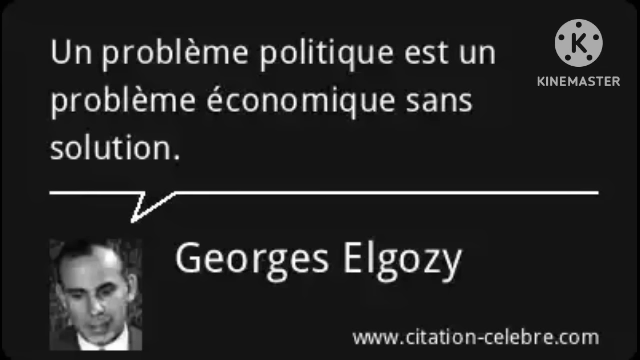 Un problème politique est un
problème économique sans
solution.
K
KINEMASTER
Georges Elgozy
www.citation-celebre.com